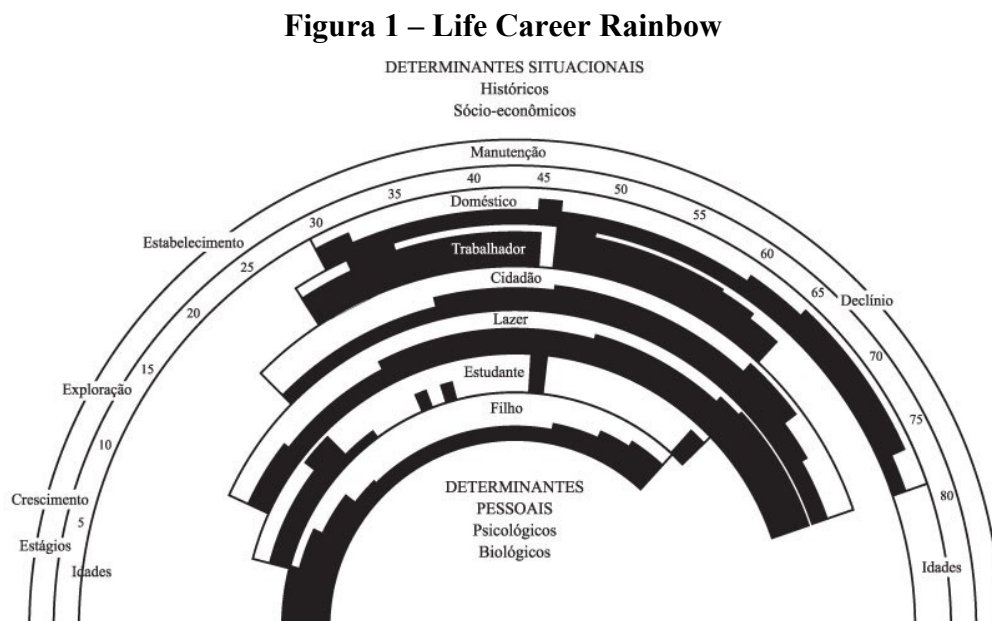 Figura 1 – Life Career Rainbow
DETERMINANTES SITUACIONAIS
Históricos
Sócio-econômicos
Manutenção
Estabelecimento
Exploração
Crescimento
Estágios
Idades
5
10
15
20
25
30
35
40
45
50
55
60
65
70
75
80
Declínio
Idades
Doméstico
Trabalhador
Cidadão
Lazer
Estudante
Filho
DETERMINANTES
PESSOAIS
Psicológicos
Biológicos